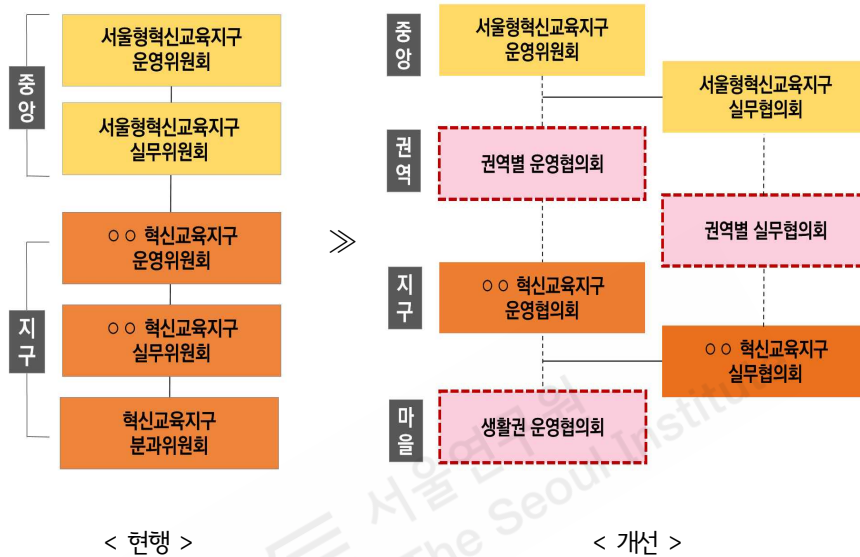 중앙
서울형혁신교육지구
운영위원회
서울형혁신교육지구
실무위원회
지구
○○ 혁신교육지구
운영위원회
○○ 혁신교육지구
실무위원회
혁신교육지구
분과위원회
< 현행 >
≫
중앙
서울형혁신교육지구
운영위원회
서울형혁신교육지구
실무협의회
권역
권역별 운영협의회
권역별 실무협의회
지구
○○ 혁신교육지구
운영협의회
○○ 혁신교육지구
실무협의회
마을
생활권 운영협의회
< 개선 >
서울연구원
The Seoul Institute